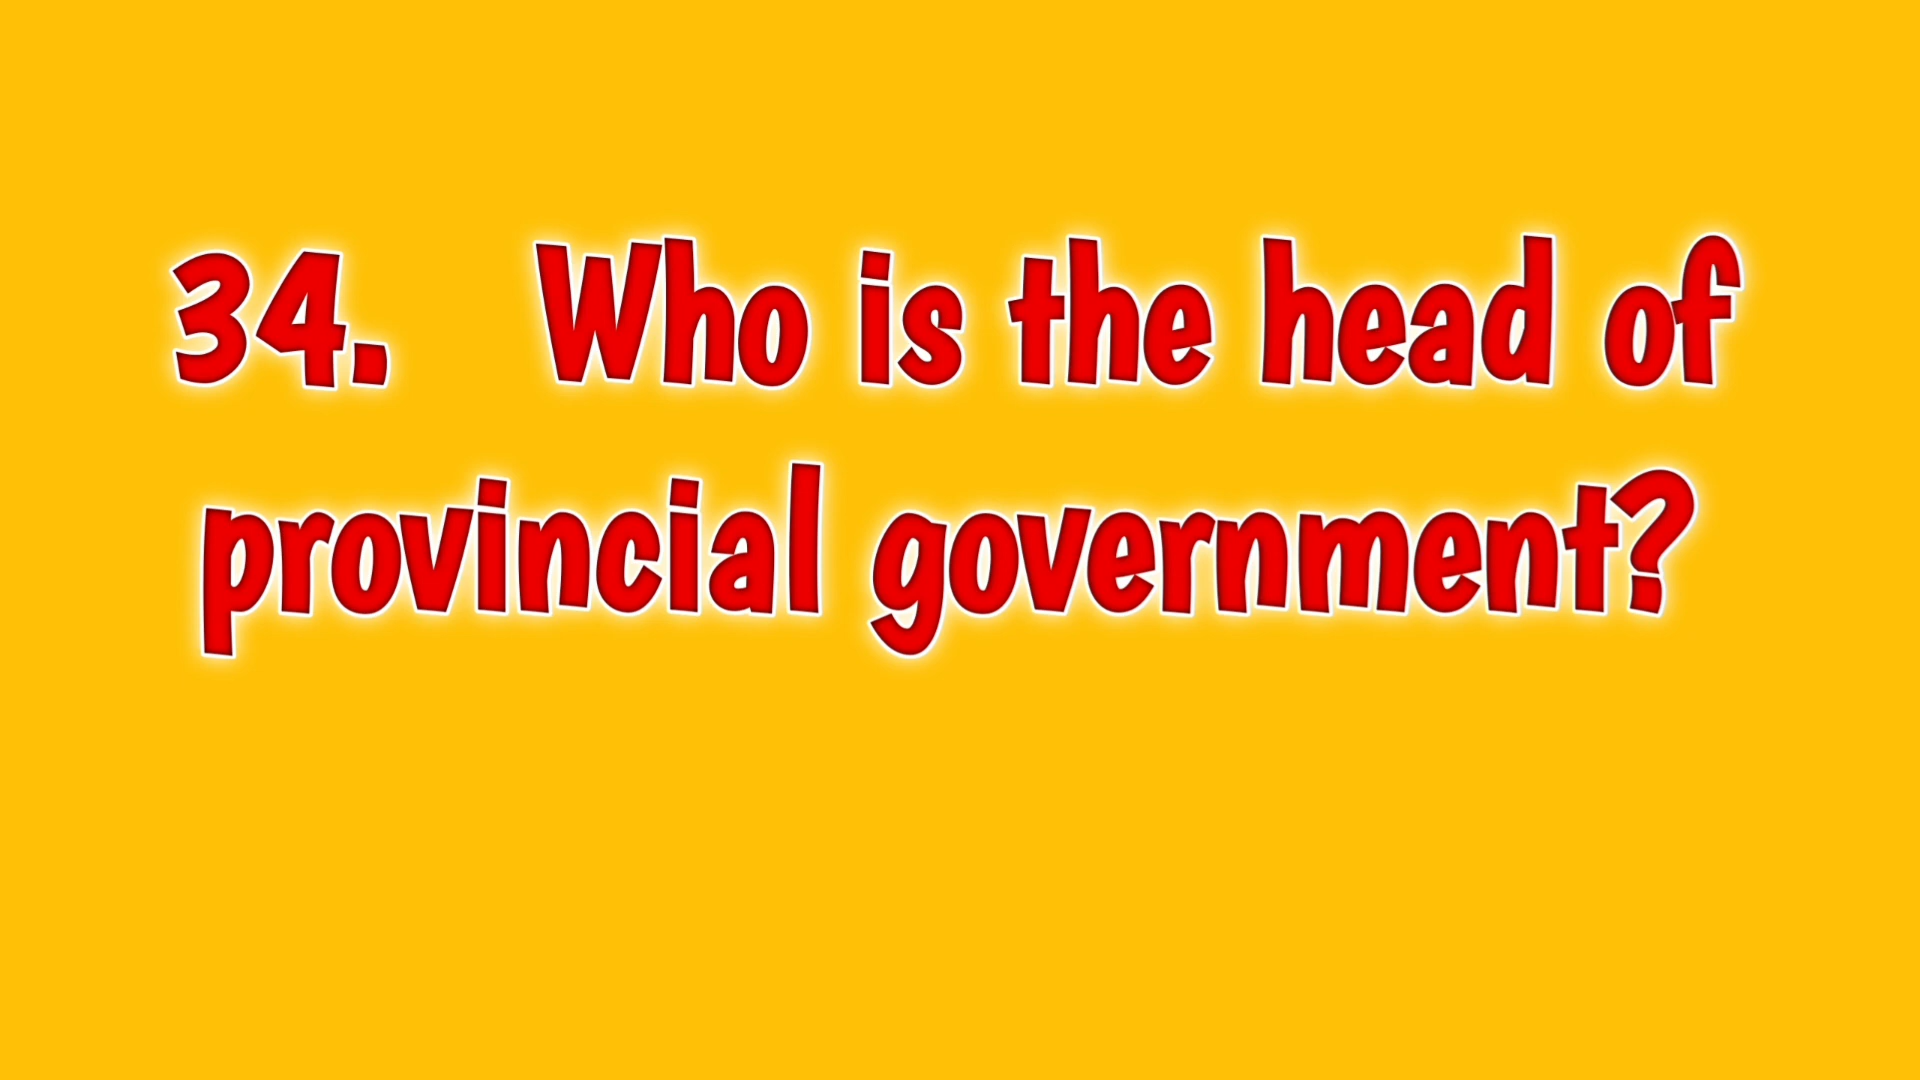 34. Who is the head of
provincial government?